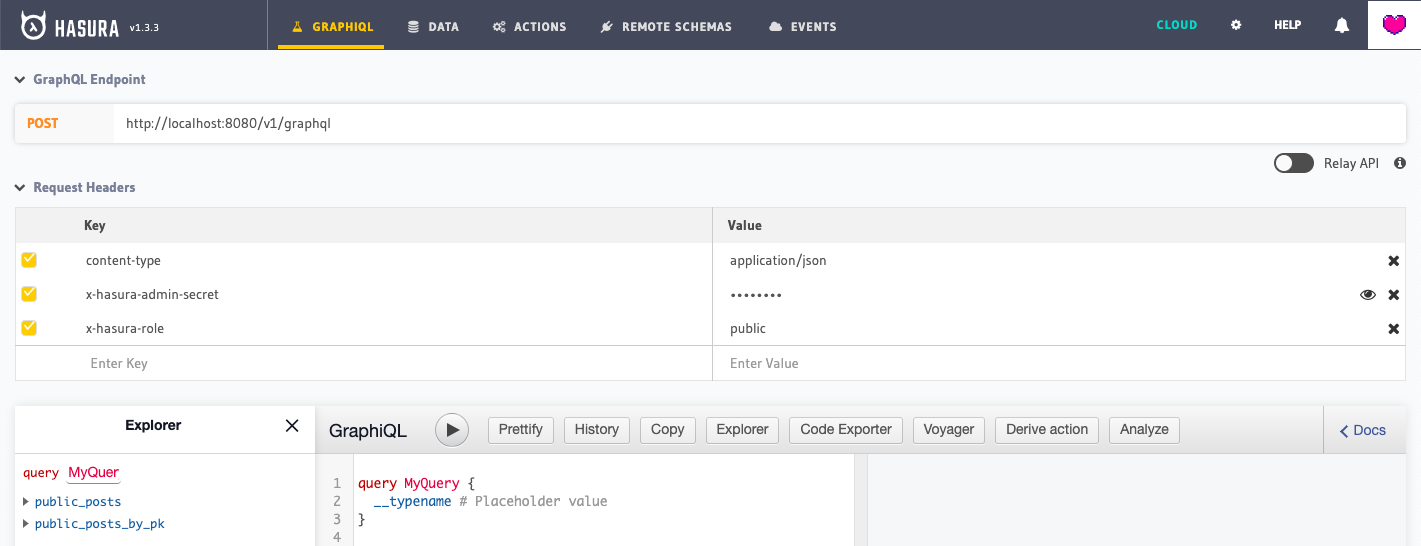 HASURA v1.3.3 GRAPHIQL DATA ACTIONS REMOTE SCHEMAS EVENTS CLOUD HELP
GraphQL Endpoint
POST http://localhost:8080/v1/graphql
Relay API
Request Headers
Key Value
content-type application/json
x-hasura-admin-secret ••••••••
x-hasura-role public
Enter Key Enter Value
Explorer
GraphiQL Prettify History Copy Explorer Code Exporter Voyager Derive action Analyze Docs
query MyQuer
public_posts
public_posts_by_pk
1 query MyQuery {
2 __typename # Placeholder value
3 }
4